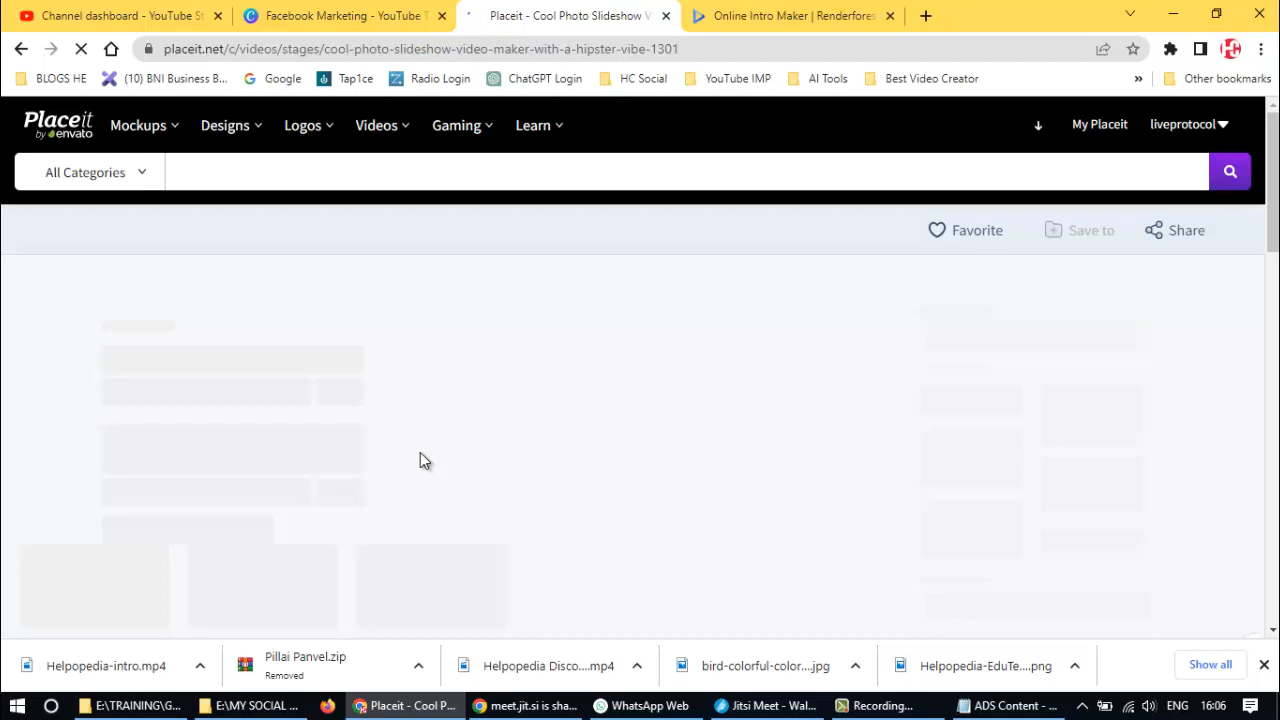 Channel dashboard - YouTube St
Facebook Marketing - YouTube T
Placeit - Cool Photo Slideshow V
Online Intro Maker | Renderfores
placeit.net/c/videos/stages/cool-photo-slideshow-video-maker-with-a-hipster-vibe-1301
BLOGS HE
(10) BNI Business B...
Google
Tap1ce
Radio Login
ChatGPT Login
HC Social
YouTube IMP
AI Tools
Best Video Creator
»
Other bookmarks
Placeit
by envato
Mockups
Designs
Logos
Videos
Gaming
Learn
My Placeit
liveprotocol
All Categories
Favorite
Save to
Share
Helpopedia-intro.mp4
Pillai Panvel.zip
Removed
Helpopedia Disco....mp4
bird-colorful-color....jpg
Helpopedia-EduTe....png
Show all
E:\TRAINING\G...
E:\MY SOCIAL ...
Placeit - Cool P...
meet.jit.si is sha...
WhatsApp Web
Jitsi Meet - Wal...
Recording...
ADS Content - ...
ENG
16:06